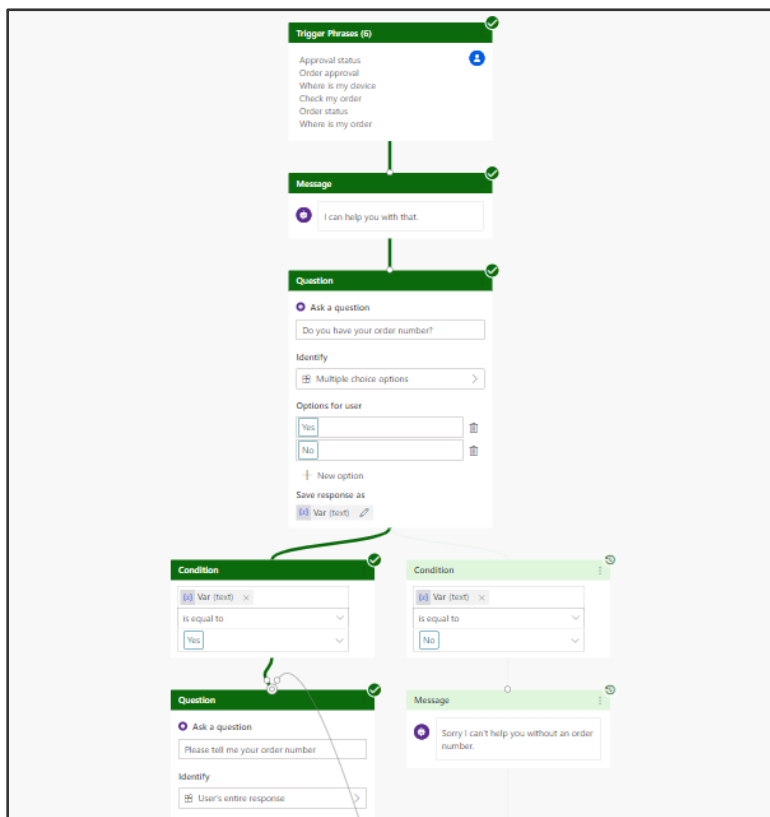 Trigger Phrases (6)
Approval status
Order approval
Where is my device
Check my order
Order status
Where is my order
Message
I can help you with that.
Question
Ask a question
Do you have your order number?
Identify
Multiple choice options
Options for user
Yes
No
New option
Save response as
{x} Var (text)
Condition
{x} Var (text)
is equal to
Yes
Condition
{x} Var (text)
is equal to
No
Question
Ask a question
Please tell me your order number
Identify
User's entire response
Message
Sorry I can't help you without an order
number.